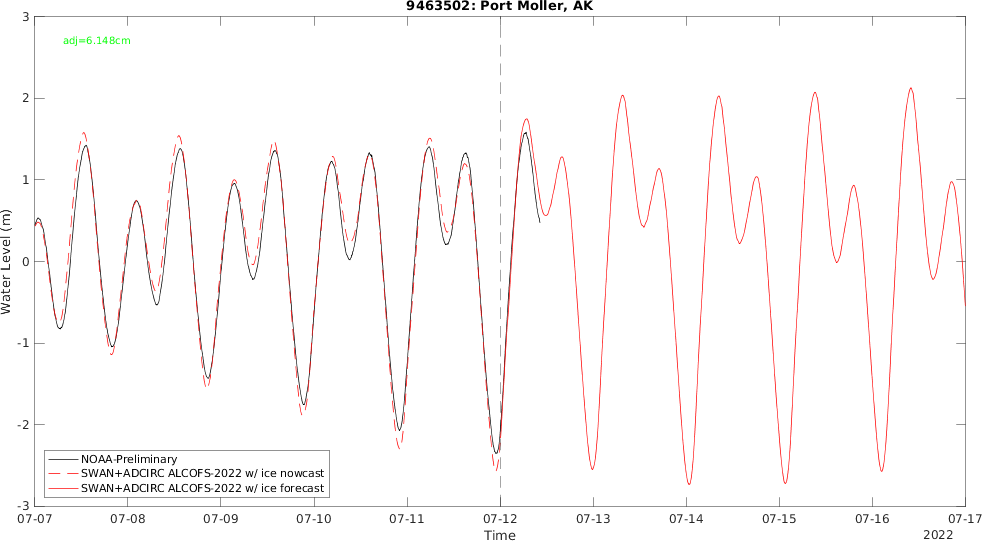 9463502: Port Moller, AK
adj=6.148cm
3
2
1
0
-1
-2
-3
Water Level (m)
NOAA-Preliminary
SWAN+ADCIRC ALCOFS-2022 w/ ice nowcast
SWAN+ADCIRC ALCOFS-2022 w/ ice forecast
07-07 07-08 07-09 07-10 07-11 07-12 07-13 07-14 07-15 07-16 07-17
Time
2022